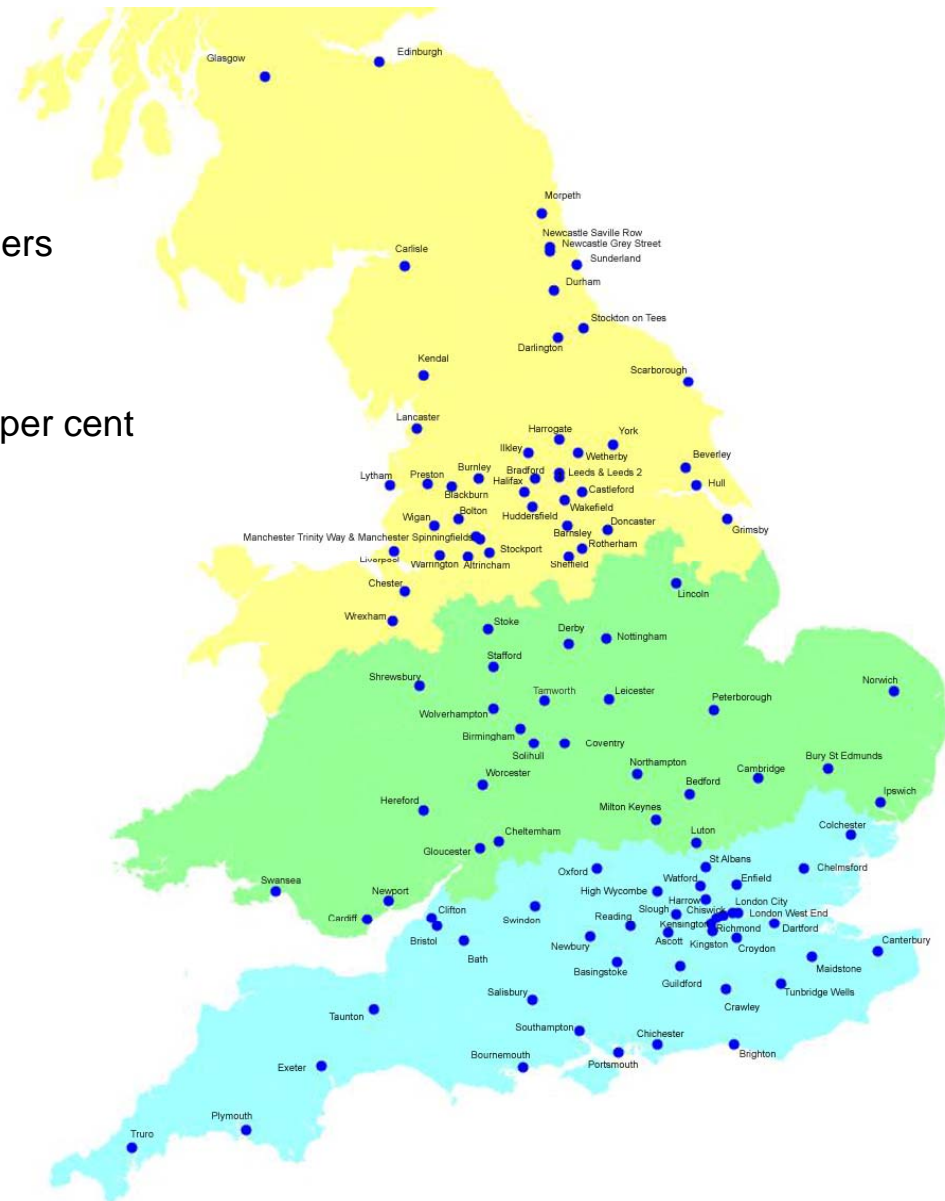 Edinburgh
Glasgow
Morpeth
ers
Newcastle Saville Row
Newcastle Grey Street
Carlisle
Sunderland
Durham
Stockton on Tees
Darlington
Kendal
Scarborough
per cent
Lancaster
Harrogate
York
Ilkley
Wetherby
Beverley
Burnley
Bradford
Leeds & Leeds 2
Lytham
Preston
Halifax
Castleford
Hull
Blackburn
Wakefield
Huddersfield
Bolton
Wigan
Doncaster
Grimsby
Barnsley
Manchester Trinity Way & Manchester Spinningfields
Stockport
Rotherham
Liverpool
Warrington
Altrincham
Sheffield
Chester
Lincoln
Wrexham
Stoke
Derby
Nottingham
Stafford
Shrewsbury
Tamworth
Leicester
Norwich
Peterborough
Wolverhampton
Birmingham
Solihull
Coventry
Bury St Edmunds
Northampton
Cambridge
Worcester
Bedford
Ipswich
Hereford
Milton Keynes
Colchester
Cheltemham
Luton
Gloucester
St Albans
Oxford
Chelmsford
Watford
Enfield
Swansea
High Wycombe
Newport
Harrow
Clifton
Slough
Chiswick
London City
Cardiff
Swindon
Reading
London West End
Kensington
Richmond
Dartford
Bristol
Newbury
Ascott
Kingston
Croydon
Canterbury
Bath
Basingstoke
Maidstone
Guildford
Tunbridge Wells
Salisbury
Crawley
Taunton
Southampton
Chichester
Bournemouth
Portsmouth
Brighton
Exeter
Plymouth
Truro